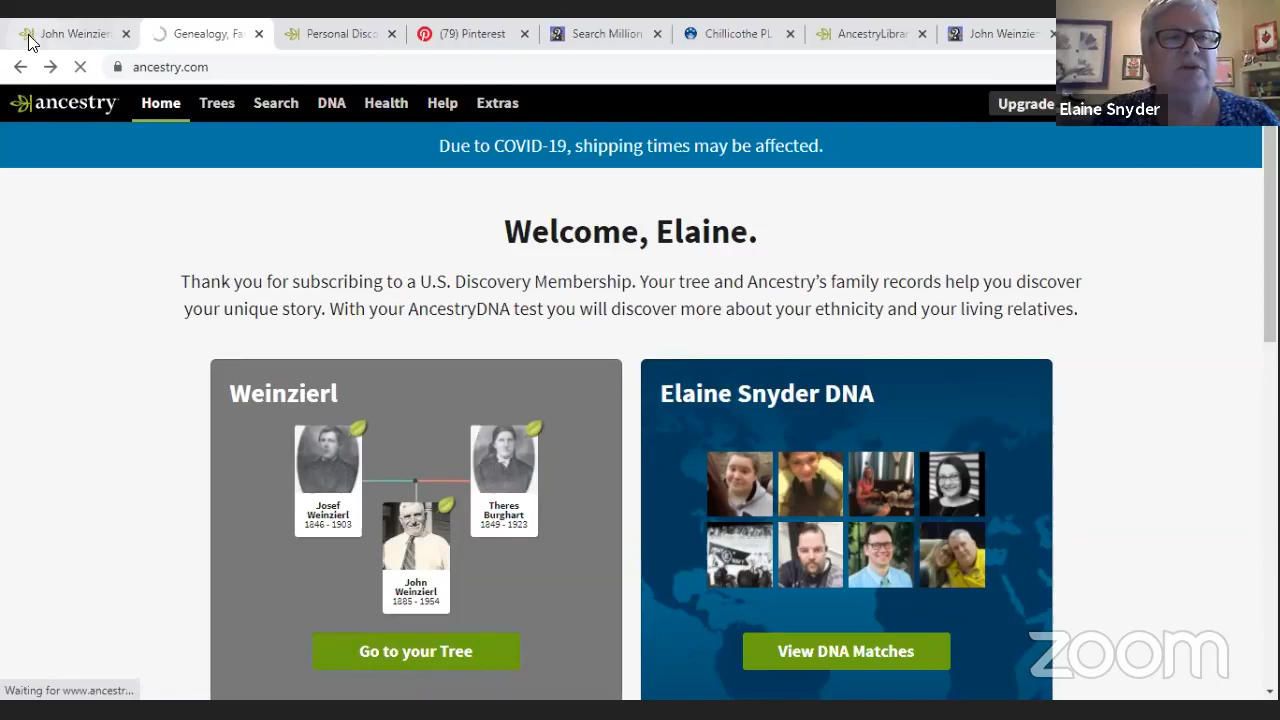 John Weinzier
Genealogy, Fa
Personal Disco
(79) Pinterest
Search Million
Chillicothe PL
AncestryLibrar
John Weinzie
ancestry.com
ancestry
Home
Trees
Search
DNA
Health
Help
Extras
Upgrade
Elaine Snyder
Due to COVID-19, shipping times may be affected.
Welcome, Elaine.
Thank you for subscribing to a U.S. Discovery Membership. Your tree and Ancestry's family records help you discover
your unique story. With your AncestryDNA test you will discover more about your ethnicity and your living relatives.
Weinzierl
Josef
Weinzierl
1846 - 1903
Theres
Burghart
1849 - 1923
John
Weinzierl
1885 - 1954
Go to your Tree
Elaine Snyder DNA
View DNA Matches
Waiting for www.ancestr...
zoom